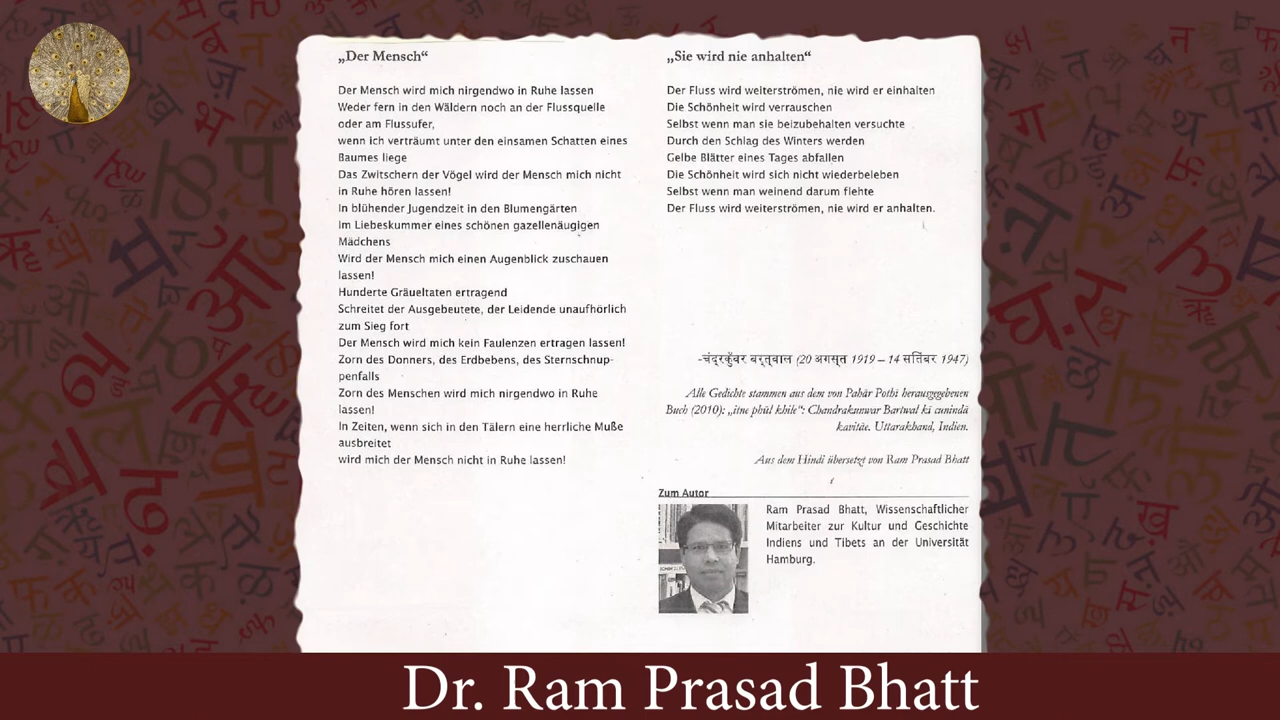 „Der Mensch“
Der Mensch wird mich nirgendwo in Ruhe lassen
Weder fern in den Wäldern noch an der Flussquelle
oder am Flussufer,
wenn ich verträumt unter den einsamen Schatten eines
Baumes liege
Das Zwitschern der Vögel wird der Mensch mich nicht
in Ruhe hören lassen!
In blühender Jugendzeit in den Blumengärten
Im Liebeskummer eines schönen gazellenäugigen
Mädchens
Wird der Mensch mich einen Augenblick zuschauen
lassen!
Hunderte Gräueltaten ertragend
Schreitet der Ausgebeutete, der Leidende unaufhörlich
zum Sieg fort
Der Mensch wird mich kein Faulenzen ertragen lassen!
Zorn des Donners, des Erdbebens, des Sternschnup-
penfalls
Zorn des Menschen wird mich nirgendwo in Ruhe
lassen!
In Zeiten, wenn sich in den Tälern eine herrliche Muße
ausbreitet
wird mich der Mensch nicht in Ruhe lassen!
„Sie wird nie anhalten“
Der Fluss wird weiterströmen, nie wird er einhalten
Die Schönheit wird verrauschen
Selbst wenn man sie beizubehalten versuchte
Durch den Schlag des Winters werden
Gelbe Blätter eines Tages abfallen
Die Schönheit wird sich nicht wiederbeleben
Selbst wenn man weinend darum flehte
Der Fluss wird weiterströmen, nie wird er anhalten.
-चंद्रकुँवर बर्त्वाल (20 अगस्त 1919 – 14 सितिंबर 1947)
Alle Gedichte stammen aus dem von Pahār Pothī herausgegebenen
Buch (2010): „itne phūl khile“: Chandrakunwar Bartwal kī cunindā
kavitāe. Uttarakhand, Indien.
Aus dem Hindi übersetzt von Ram Prasad Bhatt
Zum Autor
Ram Prasad Bhatt, Wissenschaftlicher
Mitarbeiter zur Kultur und Geschichte
Indiens und Tibets an der Universität
Hamburg.
Dr. Ram Prasad Bhatt